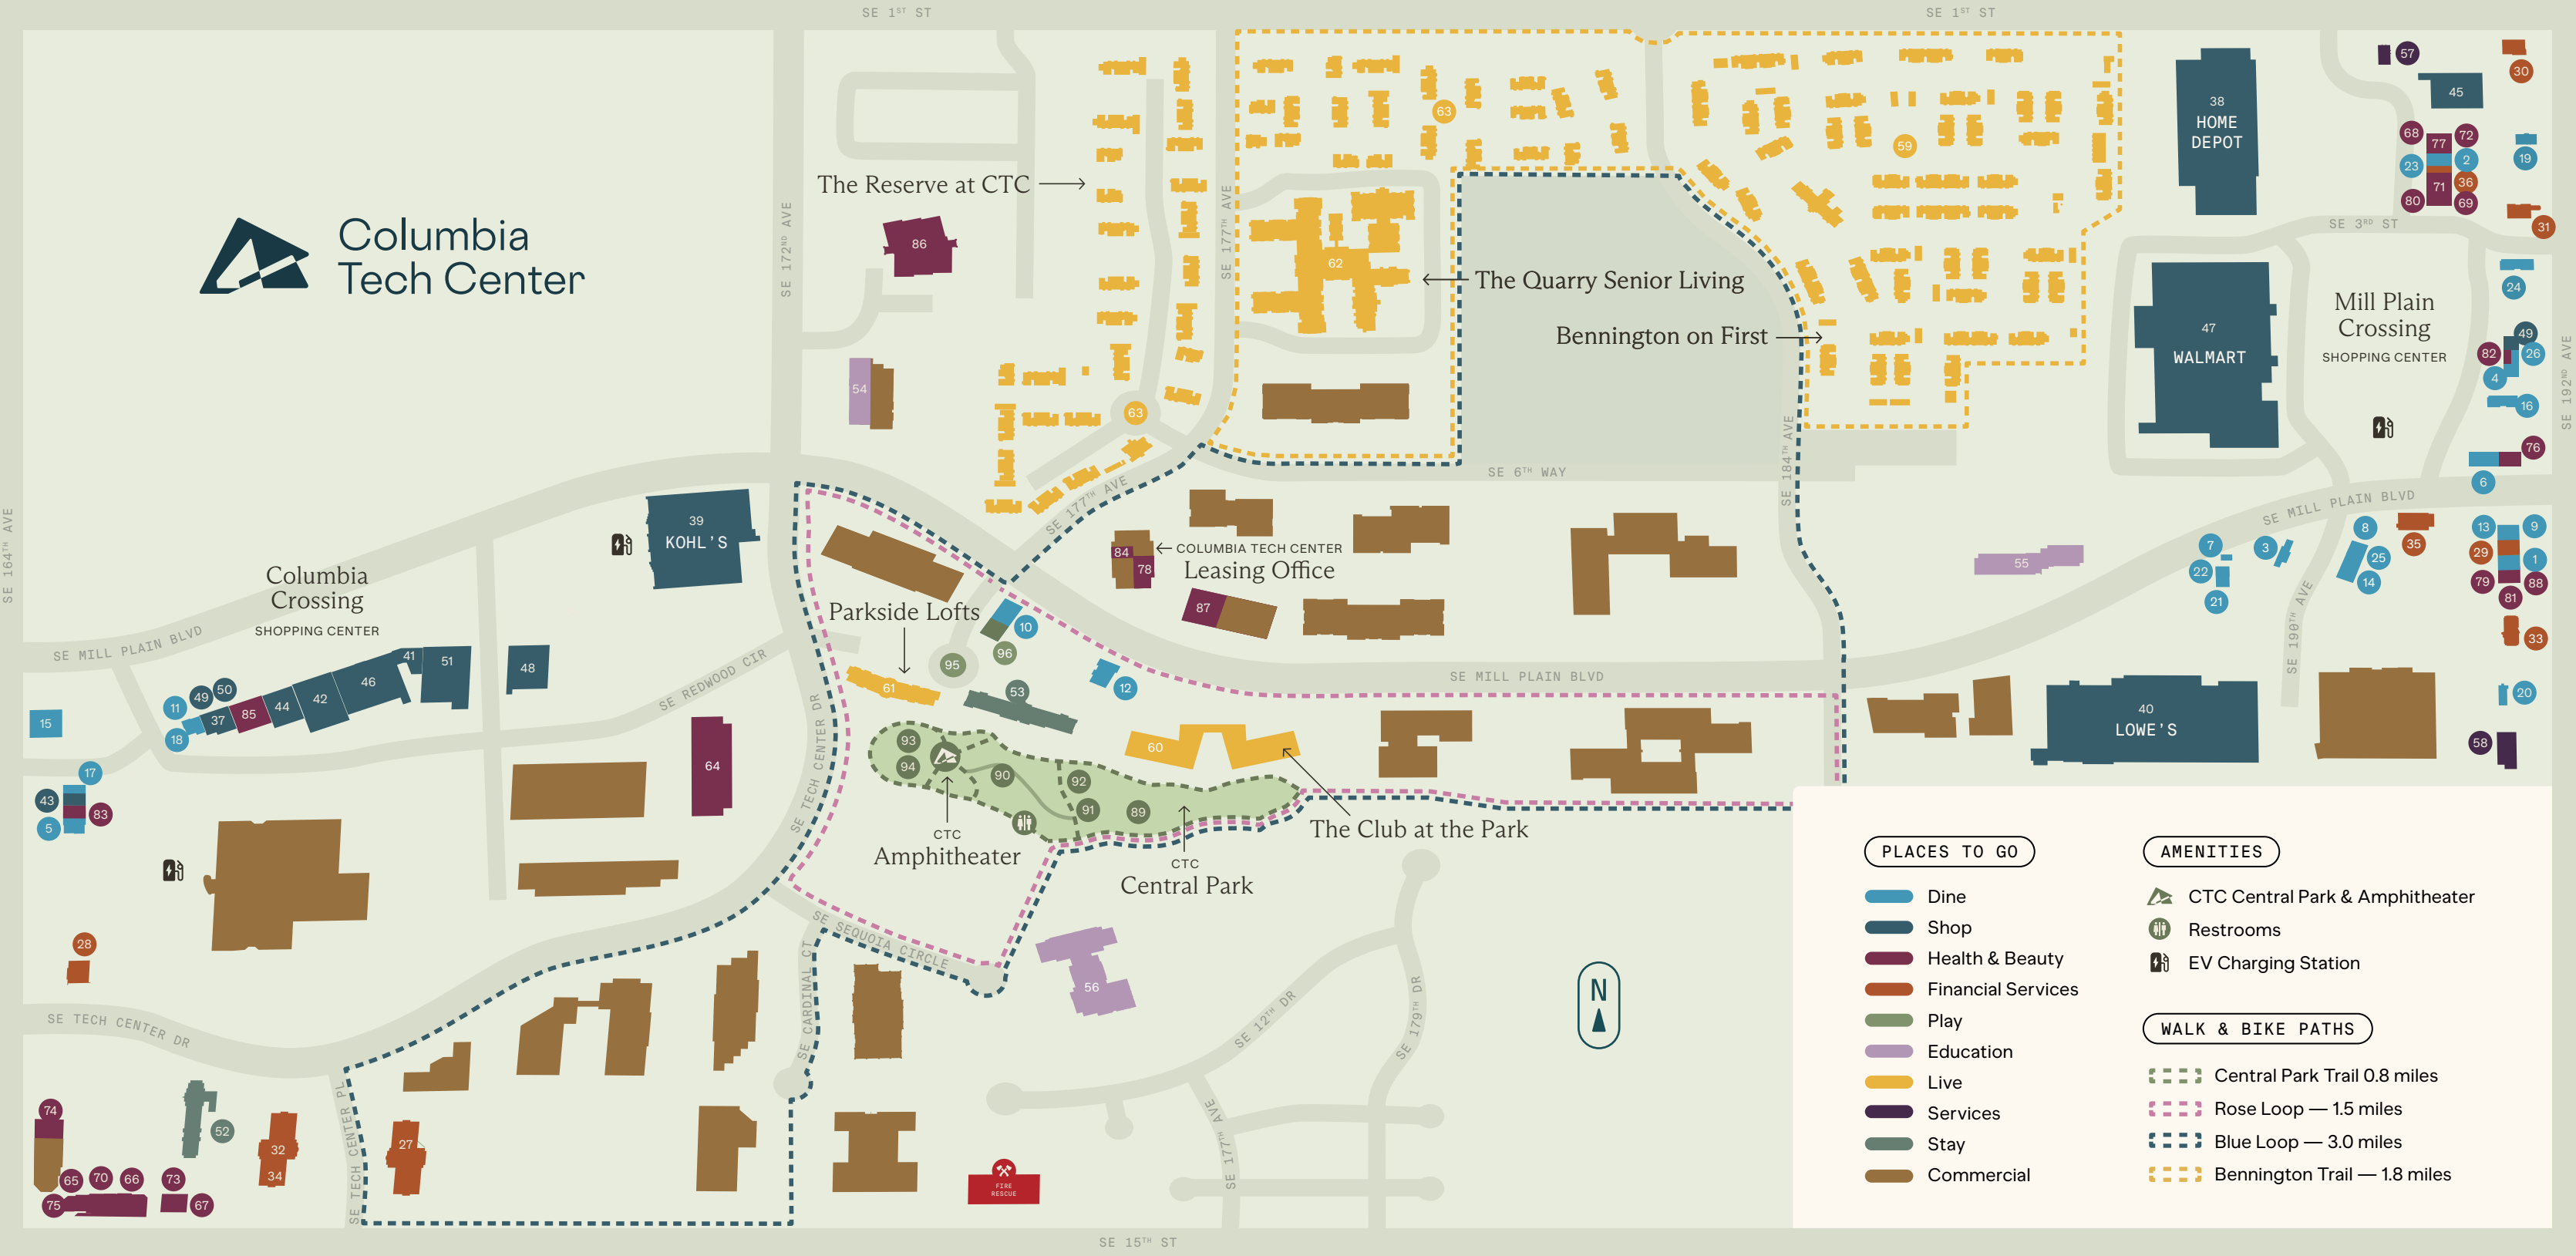 SE 1ST ST
SE 1ST ST
Columbia
Tech Center
SE 172ND AVE
SE 177TH AVE
The Reserve at CTC
86
54
63
63
62
59
The Quarry Senior Living
Bennington on First
SE 6TH WAY
SE 184TH AVE
SE 177TH AVE
38
HOME
DEPOT
57
30
45
68
72
77
23
2
19
36
71
80
69
31
SE 3RD ST
24
47
WALMART
Mill Plain
Crossing
SHOPPING CENTER
49
82
26
4
16
76
6
SE 192ND AVE
SE MILL PLAIN BLVD
SE 164TH AVE
39
KOHL'S
Columbia
Crossing
SHOPPING CENTER
SE MILL PLAIN BLVD
41
51
48
46
42
44
85
37
50
49
11
18
15
17
43
83
5
SE REDWOOD CIR
64
84
78
COLUMBIA TECH CENTER
Leasing Office
87
Parkside Lofts
10
96
95
61
53
12
SE MILL PLAIN BLVD
SE TECH CENTER DR
93
94
90
92
91
89
60
CTC
Amphitheater
CTC
Central Park
The Club at the Park
55
7
22
21
3
8
25
14
35
13
9
29
1
79
88
81
33
SE 190TH AVE
40
LOWE'S
20
58
28
SE TECH CENTER DR
SE SEQUOIA CIRCLE
SE CARDINAL CT
56
SE 12TH DR
SE 179TH DR
SE 177TH AVE
N
SE TECH CENTER PL
SE TECH CENTER PL
74
52
32
34
27
65
70
66
73
75
67
FIRE
RESCUE
SE 15TH ST
PLACES TO GO
Dine
Shop
Health & Beauty
Financial Services
Play
Education
Live
Services
Stay
Commercial
AMENITIES
CTC Central Park & Amphitheater
Restrooms
EV Charging Station
WALK & BIKE PATHS
Central Park Trail 0.8 miles
Rose Loop — 1.5 miles
Blue Loop — 3.0 miles
Bennington Trail — 1.8 miles